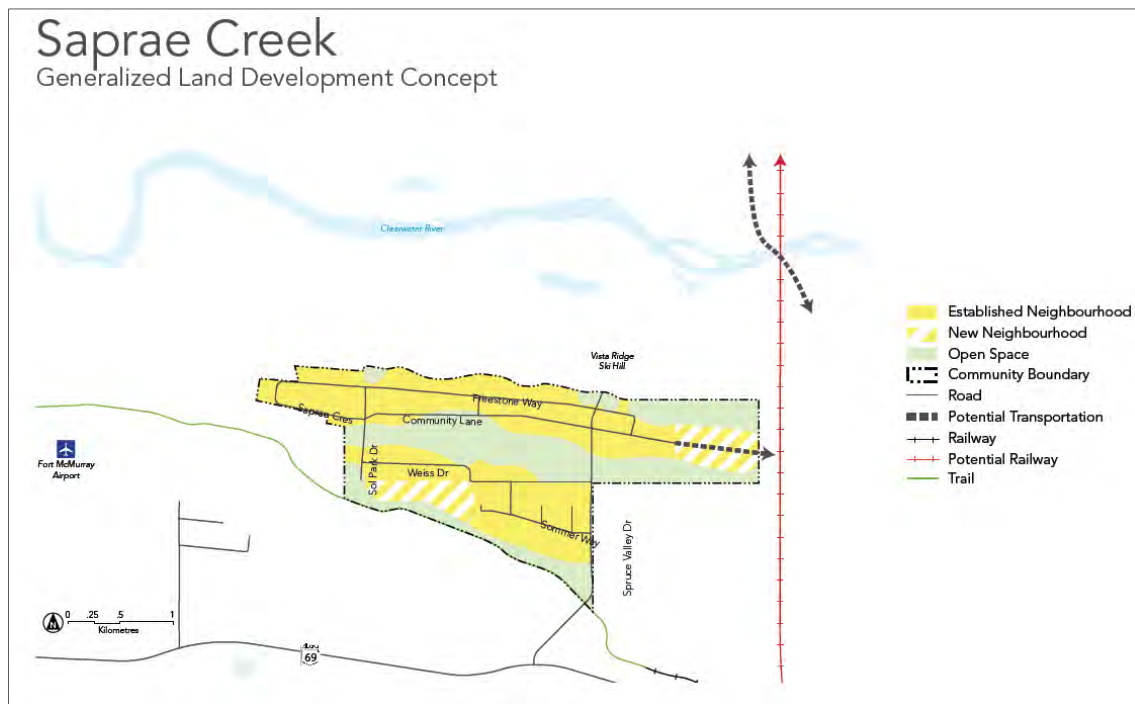 Saprae Creek
Generalized Land Development Concept
Clearwater River
Established Neighbourhood
New Neighbourhood
Open Space
Community Boundary
Road
Potential Transportation
Railway
Potential Railway
Trail
Vista Ridge
Ski Hill
Freestone Way
Saprae Cres
Community Lane
Fort McMurray
Airport
Sol Park Dr
Weiss Dr
Sommer Way
Spruce Valley Dr
N
0 .25 .5 1
Kilometres
69